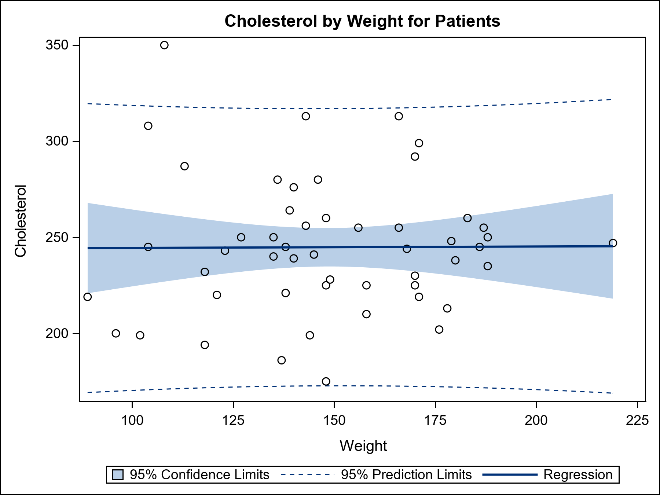 Cholesterol by Weight for Patients
350
300
250
200
Cholesterol
100 125 150 175 200 225
Weight
95% Confidence Limits 95% Prediction Limits Regression